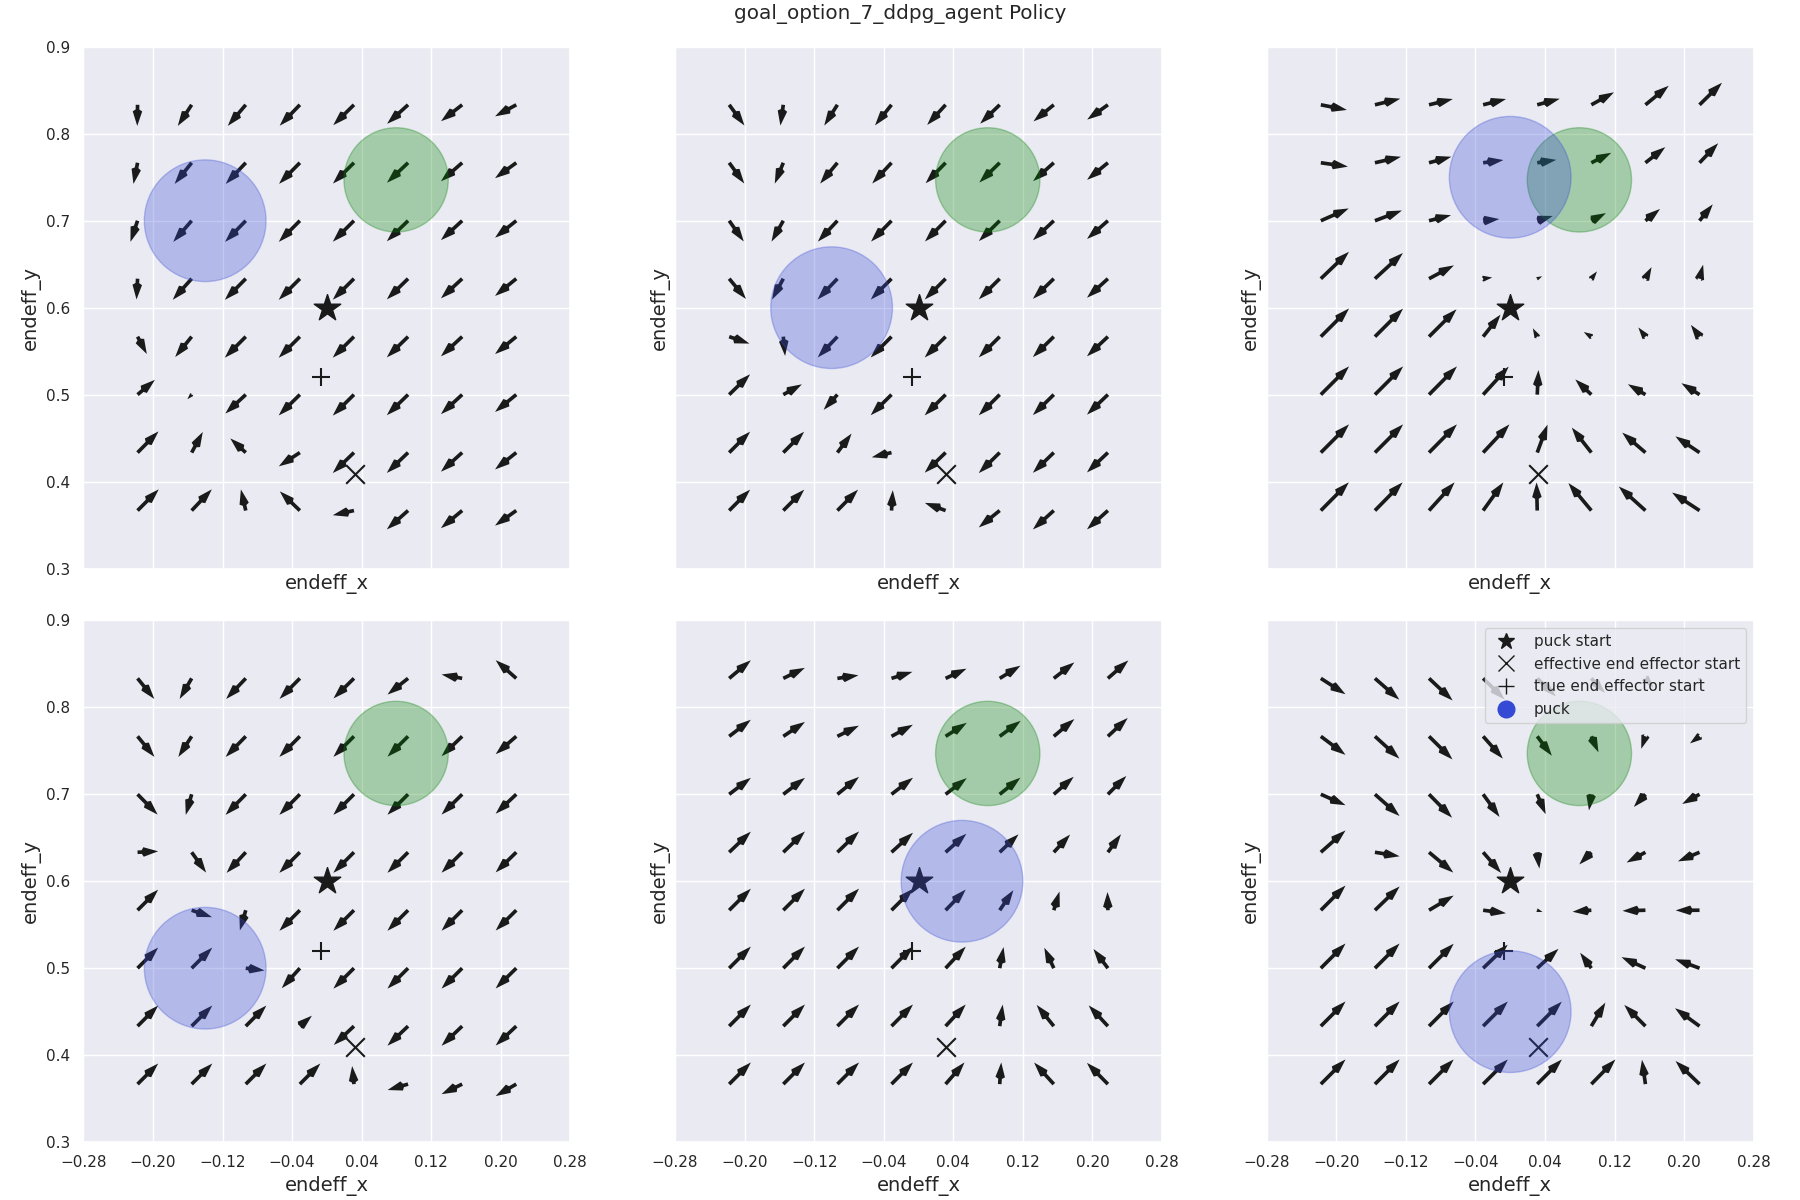 goal_option_7_ddpg_agent Policy
0.9
0.8
0.7
0.6
0.5
0.4
0.3
endeff_y
endeff_x
endeff_y
endeff_x
endeff_y
endeff_x
0.9
0.8
0.7
0.6
0.5
0.4
0.3
endeff_y
−0.28 −0.20 −0.12 −0.04 0.04 0.12 0.20 0.28
endeff_x
endeff_y
−0.28 −0.20 −0.12 −0.04 0.04 0.12 0.20 0.28
endeff_x
puck start
effective end effector start
true end effector start
puck
endeff_y
−0.28 −0.20 −0.12 −0.04 0.04 0.12 0.20 0.28
endeff_x